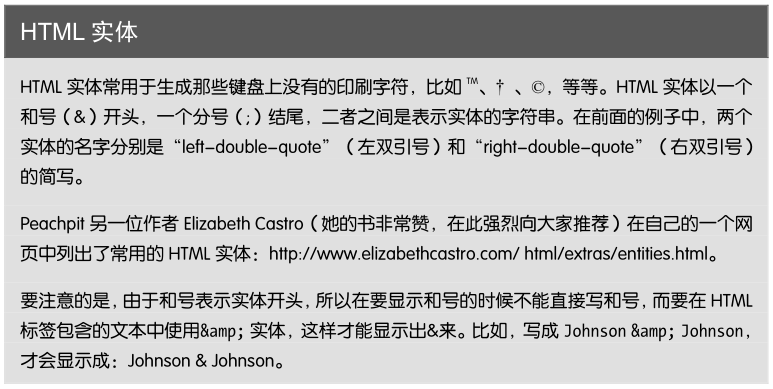 HTML 实体
HTML 实体常用于生成那些键盘上没有的印刷字符，比如 ™、† 、©，等等。HTML 实体以一个
和号（&）开头，一个分号（;）结尾，二者之间是表示实体的字符串。在前面的例子中，两个
实体的名字分别是“left-double-quote”（左双引号）和“right-double-quote”（右双引号）
的简写。
Peachpit 另一位作者 Elizabeth Castro（她的书非常赞，在此强烈向大家推荐）在自己的一个网
页中列出了常用的 HTML 实体：http://www.elizabethcastro.com/ html/extras/entities.html。
要注意的是，由于和号表示实体开头，所以在要显示和号的时候不能直接写和号，而要在 HTML
标签包含的文本中使用&amp; 实体，这样才能显示出&来。比如，写成 Johnson &amp; Johnson，
才会显示成：Johnson & Johnson。